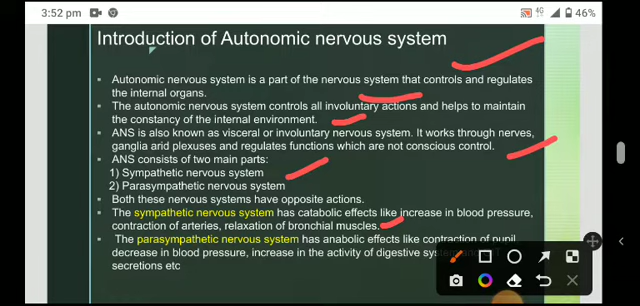 3:52 pm
4G
46%
Introduction of Autonomic nervous system
• Autonomic nervous system is a part of the nervous system that controls and regulates
the internal organs.
• The autonomic nervous system controls all involuntary actions and helps to maintain
the constancy of the internal environment.
• ANS is also known as visceral or involuntary nervous system. It works through nerves,
ganglia arid plexuses and regulates functions which are not conscious control.
• ANS consists of two main parts:
1) Sympathetic nervous system
2) Parasympathetic nervous system
• Both these nervous systems have opposite actions.
• The sympathetic nervous system has catabolic effects like increase in blood pressure,
contraction of arteries, relaxation of bronchial muscles.
• The parasympathetic nervous system has anabolic effects like contraction of pupil,
decrease in blood pressure, increase in the activity of digestive system
secretions etc